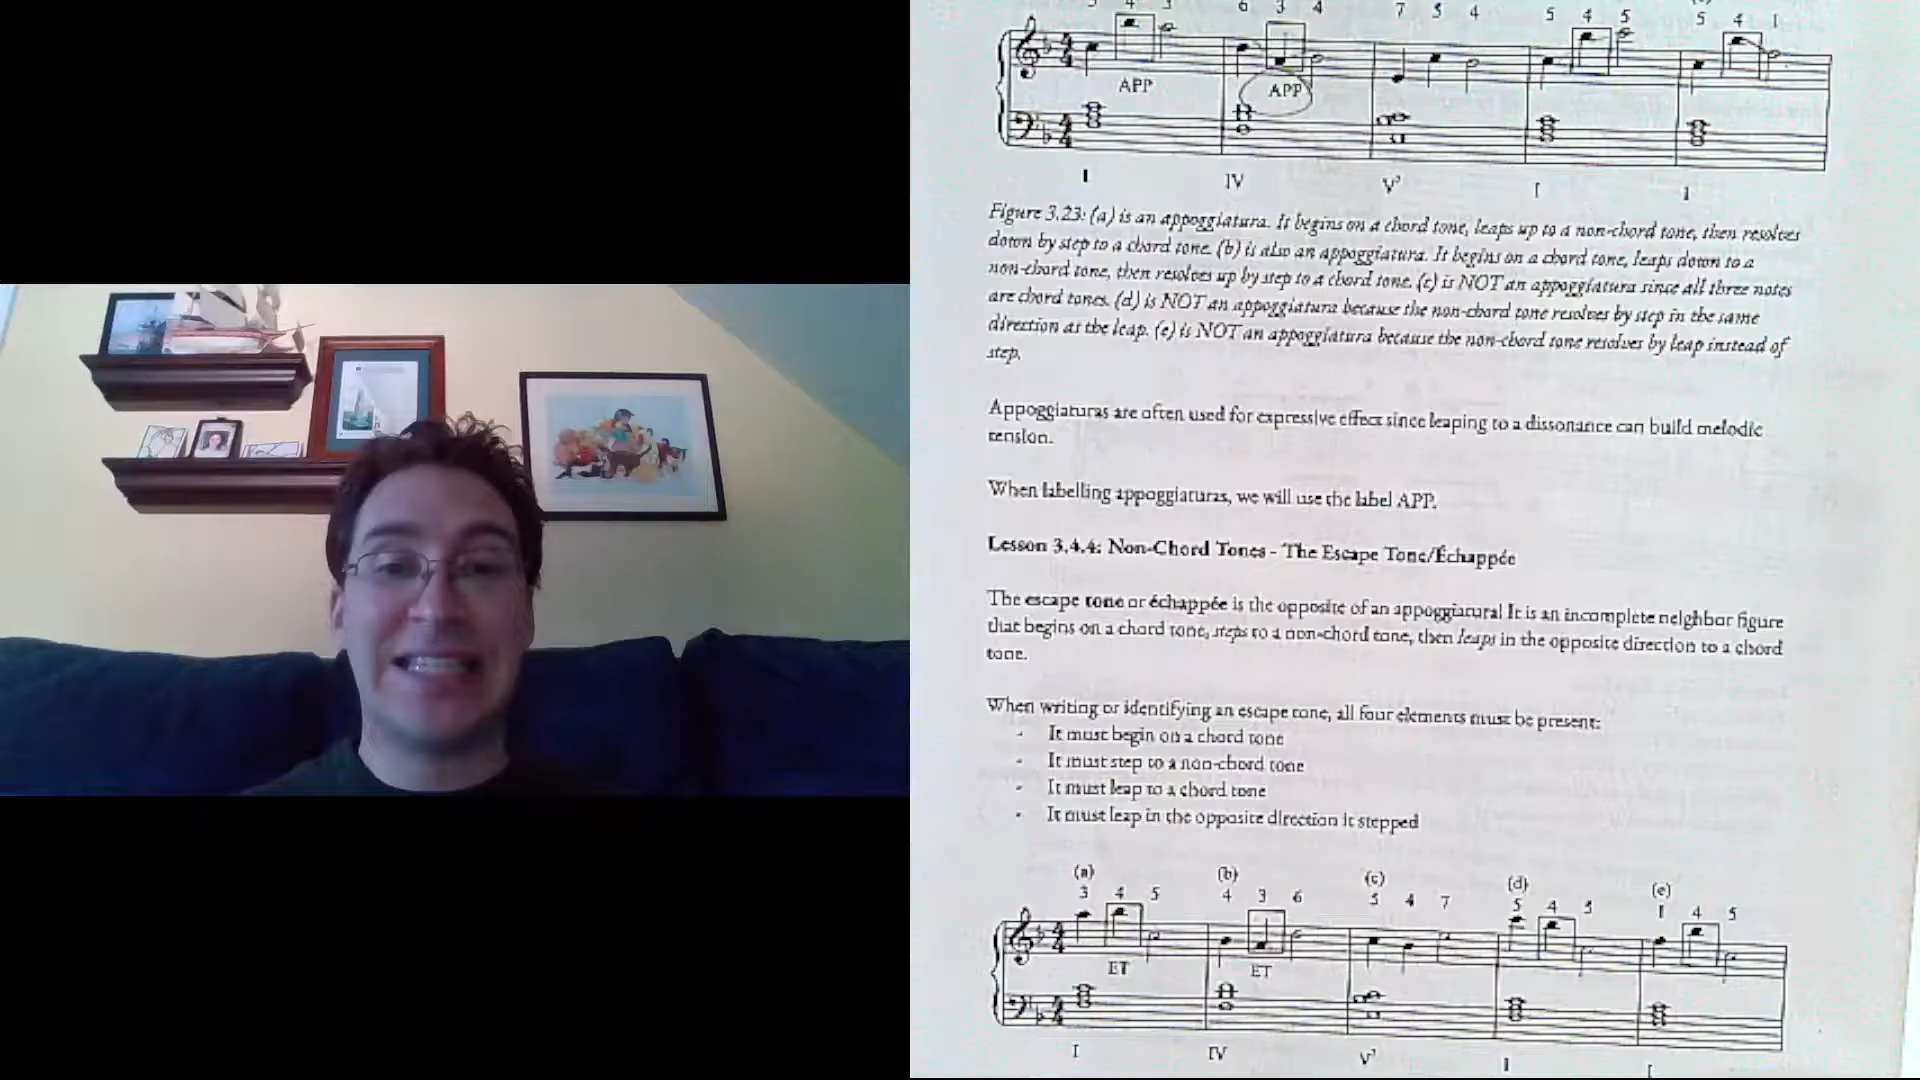 5 4 3 6 3 4 7 5 4 5 4 5 5 4 1
APP APP
I IV V7 I I
Figure 3.23: (a) is an appoggiatura. It begins on a chord tone, leaps up to a non-chord tone, then resolves
down by step to a chord tone. (b) is also an appoggiatura. It begins on a chord tone, leaps down to a
non-chord tone, then resolves up by step to a chord tone. (c) is NOT an appoggiatura since all three notes
are chord tones. (d) is NOT an appoggiatura because the non-chord tone resolves by step in the same
direction as the leap. (e) is NOT an appoggiatura because the non-chord tone resolves by leap instead of
step.
Appoggiaturas are often used for expressive effect since leaping to a dissonance can build melodic
tension.
When labelling appoggiaturas, we will use the label APP.
Lesson 3.4.4: Non-Chord Tones - The Escape Tone/Échappée
The escape tone or échappée is the opposite of an appoggiatura! It is an incomplete neighbor figure
that begins on a chord tone, steps to a non-chord tone, then leaps in the opposite direction to a chord
tone.
When writing or identifying an escape tone, all four elements must be present:
- It must begin on a chord tone
- It must step to a non-chord tone
- It must leap to a chord tone
- It must leap in the opposite direction it stepped
(a) (b) (c) (d) (e)
3 4 5 4 3 6 5 4 7 5 4 3 1 4 5
ET ET
I IV V7 I I